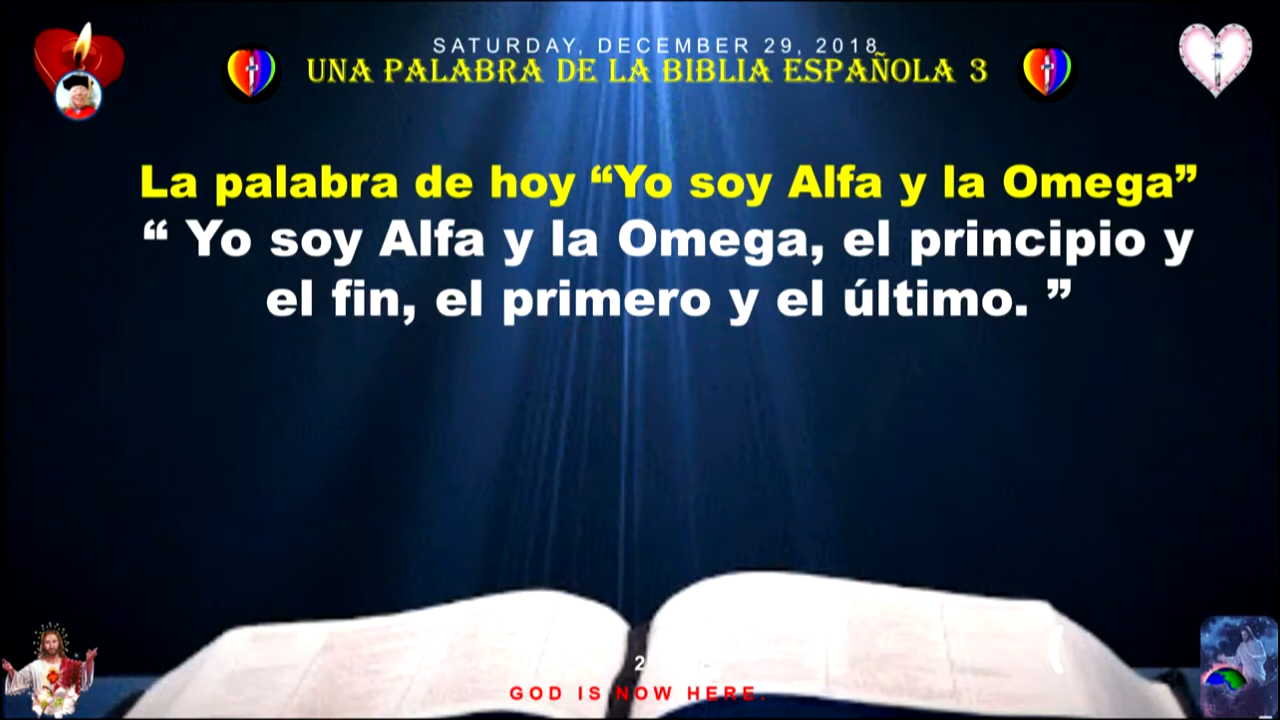 SATURDAY, DECEMBER 29, 2018
UNA PALABRA DE LA BIBLIA ESPAÑOLA 3
La palabra de hoy “Yo soy Alfa y la Omega”
“ Yo soy Alfa y la Omega, el principio y
el fin, el primero y el último. ”
2
GOD IS NOW HERE.